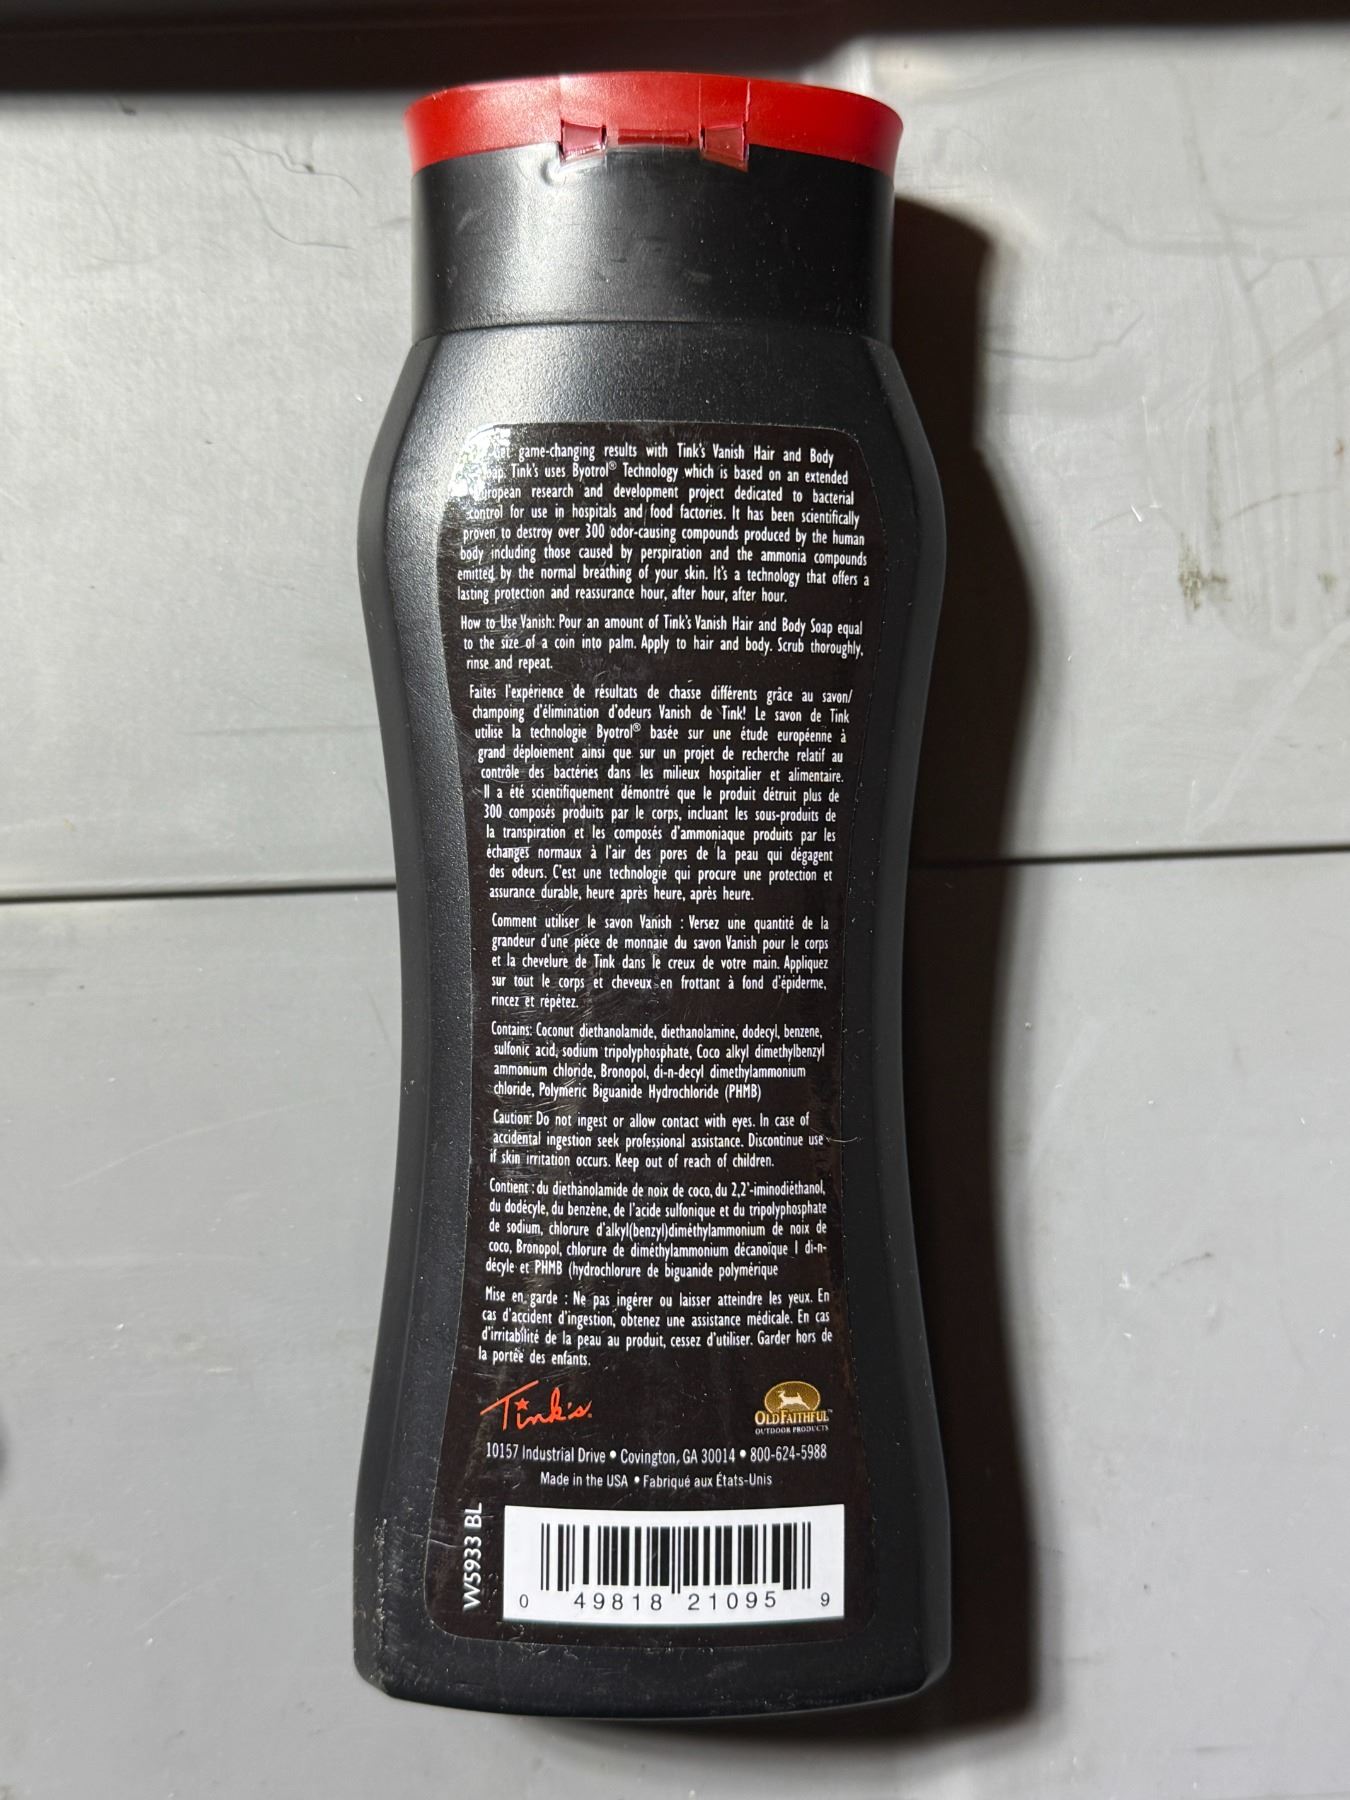 game-changing results with Tink's Vanish Hair and Body
Tink's uses Byotrol® Technology which is based on an extended
European research and development project dedicated to bacterial
control for use in hospitals and food factories. It has been scientifically
proven to destroy over 300 odor-causing compounds produced by the human
body including those caused by perspiration and the ammonia compounds
emitted by the normal breathing of your skin. It's a technology that offers a
lasting protection and reassurance hour, after hour, after hour.
How to Use Vanish: Pour an amount of Tink's Vanish Hair and Body Soap equal
to the size of a coin into palm. Apply to hair and body. Scrub thoroughly,
rinse and repeat.
Faites l'expérience de résultats de chasse différents grâce au savon/
champoing d'élimination d'odeurs Vanish de Tink! Le savon de Tink
utilise la technologie Byotrol® basée sur une étude européenne à
grand déploiement ainsi que sur un projet de recherche relatif au
contrôle des bactéries dans les milieux hospitalier et alimentaire.
Il a été scientifiquement démontré que le produit détruit plus de
300 composés produits par le corps, incluant les sous-produits de
la transpiration et les composés d'ammoniaque produits par les
échanges normaux à l'air des pores de la peau qui dégagent
des odeurs. C'est une technologie qui procure une protection et
assurance durable, heure après heure, après heure.
Comment utiliser le savon Vanish : Versez une quantité de la
grandeur d'une pièce de monnaie du savon Vanish pour le corps
et la chevelure de Tink dans le creux de votre main. Appliquez
sur tout le corps et cheveux en frottant à fond d'épiderme,
rincez et répétez.
Contains: Coconut diethanolamide, diethanolamine, dodecyl, benzene,
sulfonic acid, sodium tripolyphosphate, Coco alkyl dimethylbenzyl
ammonium chloride, Bronopol, di-n-decyl dimethylammonium
chloride, Polymeric Biguanide Hydrochloride (PHMB)
Caution: Do not ingest or allow contact with eyes. In case of
accidental ingestion seek professional assistance. Discontinue use
if skin irritation occurs. Keep out of reach of children.
Contient : du diethanolamide de noix de coco, du 2,2'-iminodiéthanol,
du dodécyle, du benzène, de l'acide sulfonique et du tripolyphosphate
de sodium, chlorure d'alkyl(benzyl)diméthylammonium de noix de
coco, Bronopol, chlorure de diméthylammonium décanoïque I di-n-
décyle et PHMB (hydrochlorure de biguanide polymérique
Mise en garde : Ne pas ingérer ou laisser atteindre les yeux. En
cas d'accident d'ingestion, obtenez une assistance médicale. En cas
d'irritabilité de la peau au produit, cessez d'utiliser. Garder hors de
la portée des enfants.
Tink's.
OLD FAITHFUL™
OUTDOOR PRODUCTS
10157 Industrial Drive • Covington, GA 30014 • 800-624-5988
Made in the USA • Fabriqué aux États-Unis
W5933 BL
0 49818 21095 9